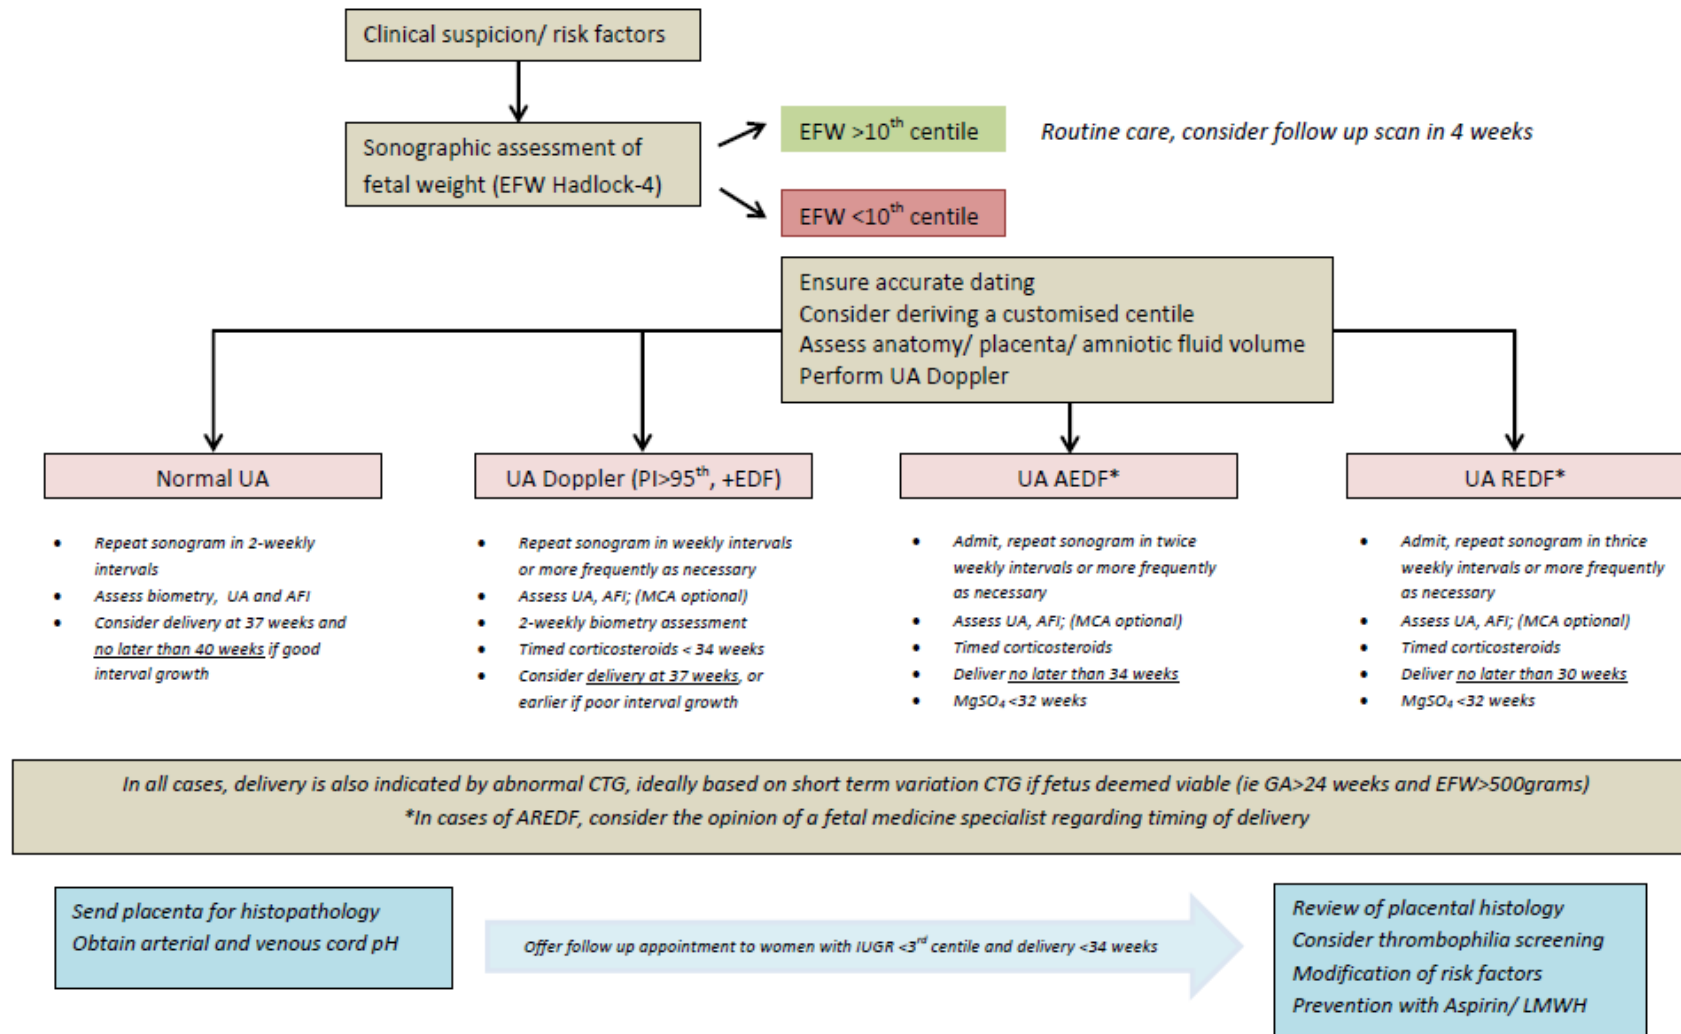 Clinical suspicion/ risk factors
Sonographic assessment of
fetal weight (EFW Hadlock-4)
EFW >10th centile
Routine care, consider follow up scan in 4 weeks
EFW <10th centile
Ensure accurate dating
Consider deriving a customised centile
Assess anatomy/ placenta/ amniotic fluid volume
Perform UA Doppler
Normal UA
• Repeat sonogram in 2-weekly
intervals
• Assess biometry, UA and AFI
• Consider delivery at 37 weeks and
no later than 40 weeks if good
interval growth
UA Doppler (PI>95th, +EDF)
• Repeat sonogram in weekly intervals
or more frequently as necessary
• Assess UA, AFI; (MCA optional)
• 2-weekly biometry assessment
• Timed corticosteroids < 34 weeks
• Consider delivery at 37 weeks, or
earlier if poor interval growth
UA AEDF*
• Admit, repeat sonogram in twice
weekly intervals or more frequently
as necessary
• Assess UA, AFI; (MCA optional)
• Timed corticosteroids
• Deliver no later than 34 weeks
• MgSO₄ <32 weeks
UA REDF*
• Admit, repeat sonogram in thrice
weekly intervals or more frequently
as necessary
• Assess UA, AFI; (MCA optional)
• Timed corticosteroids
• Deliver no later than 30 weeks
• MgSO₄ <32 weeks
In all cases, delivery is also indicated by abnormal CTG, ideally based on short term variation CTG if fetus deemed viable (ie GA>24 weeks and EFW>500grams)
*In cases of AREDF, consider the opinion of a fetal medicine specialist regarding timing of delivery
Send placenta for histopathology
Obtain arterial and venous cord pH
Offer follow up appointment to women with IUGR <3rd centile and delivery <34 weeks
Review of placental histology
Consider thrombophilia screening
Modification of risk factors
Prevention with Aspirin/ LMWH